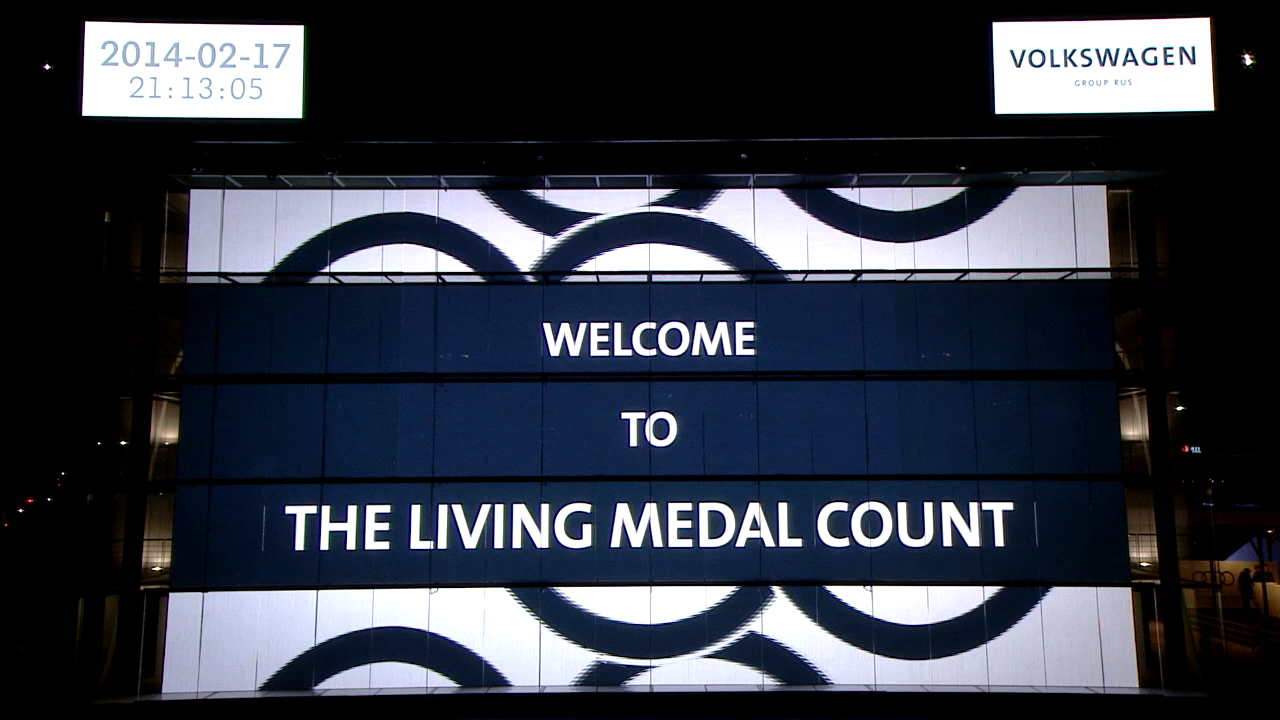 2014-02-17
21:13:05
VOLKSWAGEN
GROUP RUS
WELCOME
TO
THE LIVING MEDAL COUNT